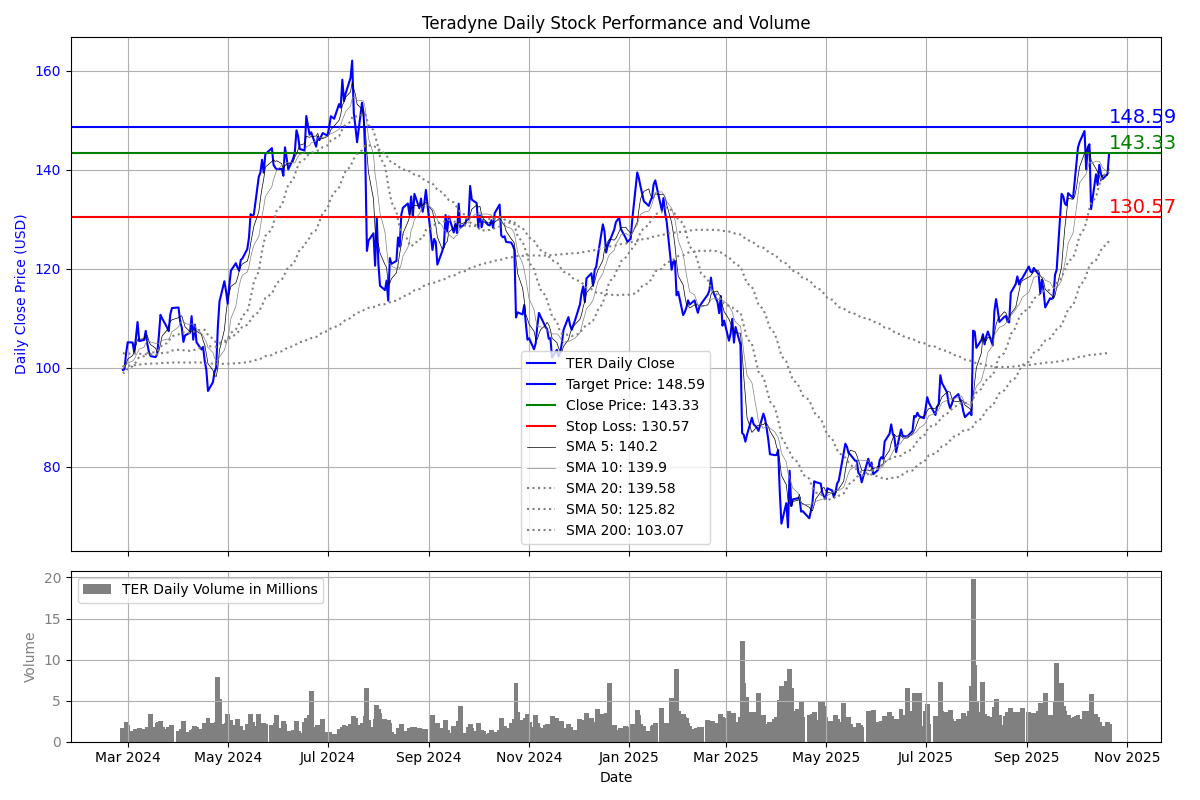 Teradyne Daily Stock Performance and Volume
Daily Close Price (USD)
160
140
120
100
80
148.59
143.33
130.57
TER Daily Close
Target Price: 148.59
Close Price: 143.33
Stop Loss: 130.57
SMA 5: 140.2
SMA 10: 139.9
SMA 20: 139.58
SMA 50: 125.82
SMA 200: 103.07
Volume
20
15
10
5
0
TER Daily Volume in Millions
Mar 2024 May 2024 Jul 2024 Sep 2024 Nov 2024 Jan 2025 Mar 2025 May 2025 Jul 2025 Sep 2025 Nov 2025
Date